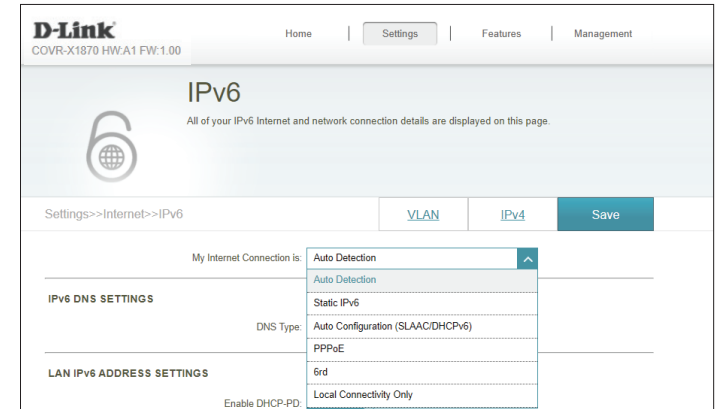 D-Link
COVR-X1870 HW:A1 FW:1.00
Home
Settings
Features
Management
IPv6
All of your IPv6 Internet and network connection details are displayed on this page.
Settings>>Internet>>IPv6
VLAN
IPv4
Save
My Internet Connection is:
Auto Detection
Auto Detection
IPv6 DNS SETTINGS
Static IPv6
DNS Type:
Auto Configuration (SLAAC/DHCPv6)
PPPoE
LAN IPv6 ADDRESS SETTINGS
6rd
Enable DHCP-PD:
Local Connectivity Only